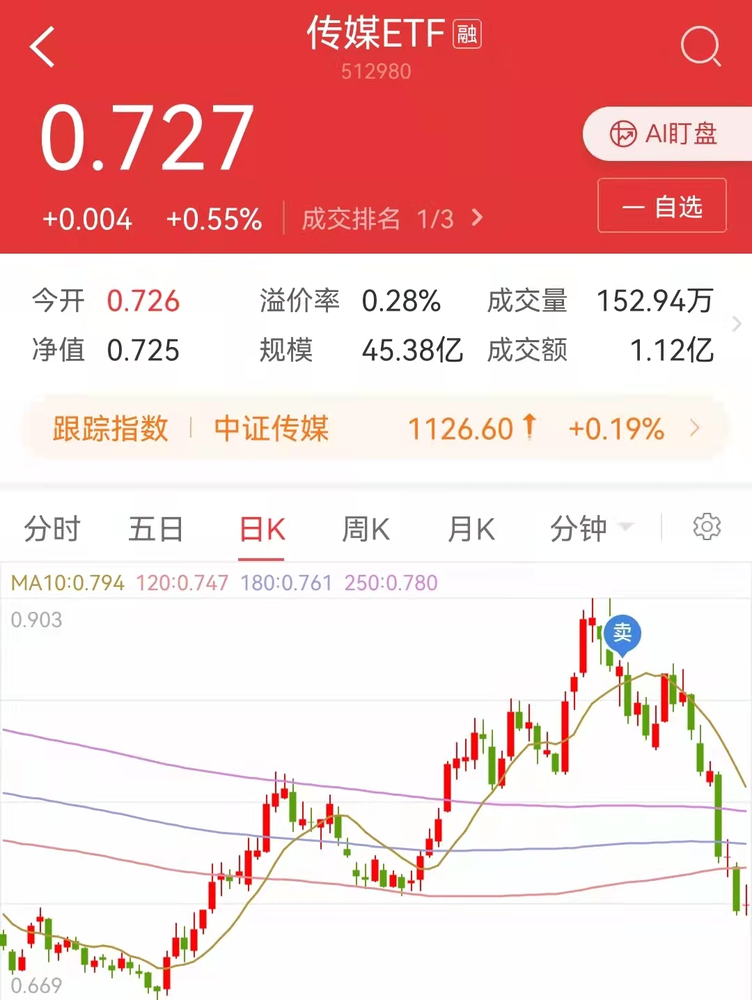 传媒ETF 融
512980
0.727
AI盯盘
+0.004 +0.55% 成交排名 1/3
一 自选
今开 0.726 溢价率 0.28% 成交量 152.94万
净值 0.725 规模 45.38亿 成交额 1.12亿
跟踪指数 中证传媒 1126.60 +0.19%
分时 五日 日K 周K 月K 分钟
MA10:0.794 120:0.747 180:0.761 250:0.780
0.903
卖
0.669